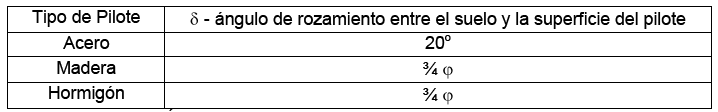 Tipo de Pilote δ - ángulo de rozamiento entre el suelo y la superficie del pilote
Acero 20º
Madera ¾ φ
Hormigón ¾ φ